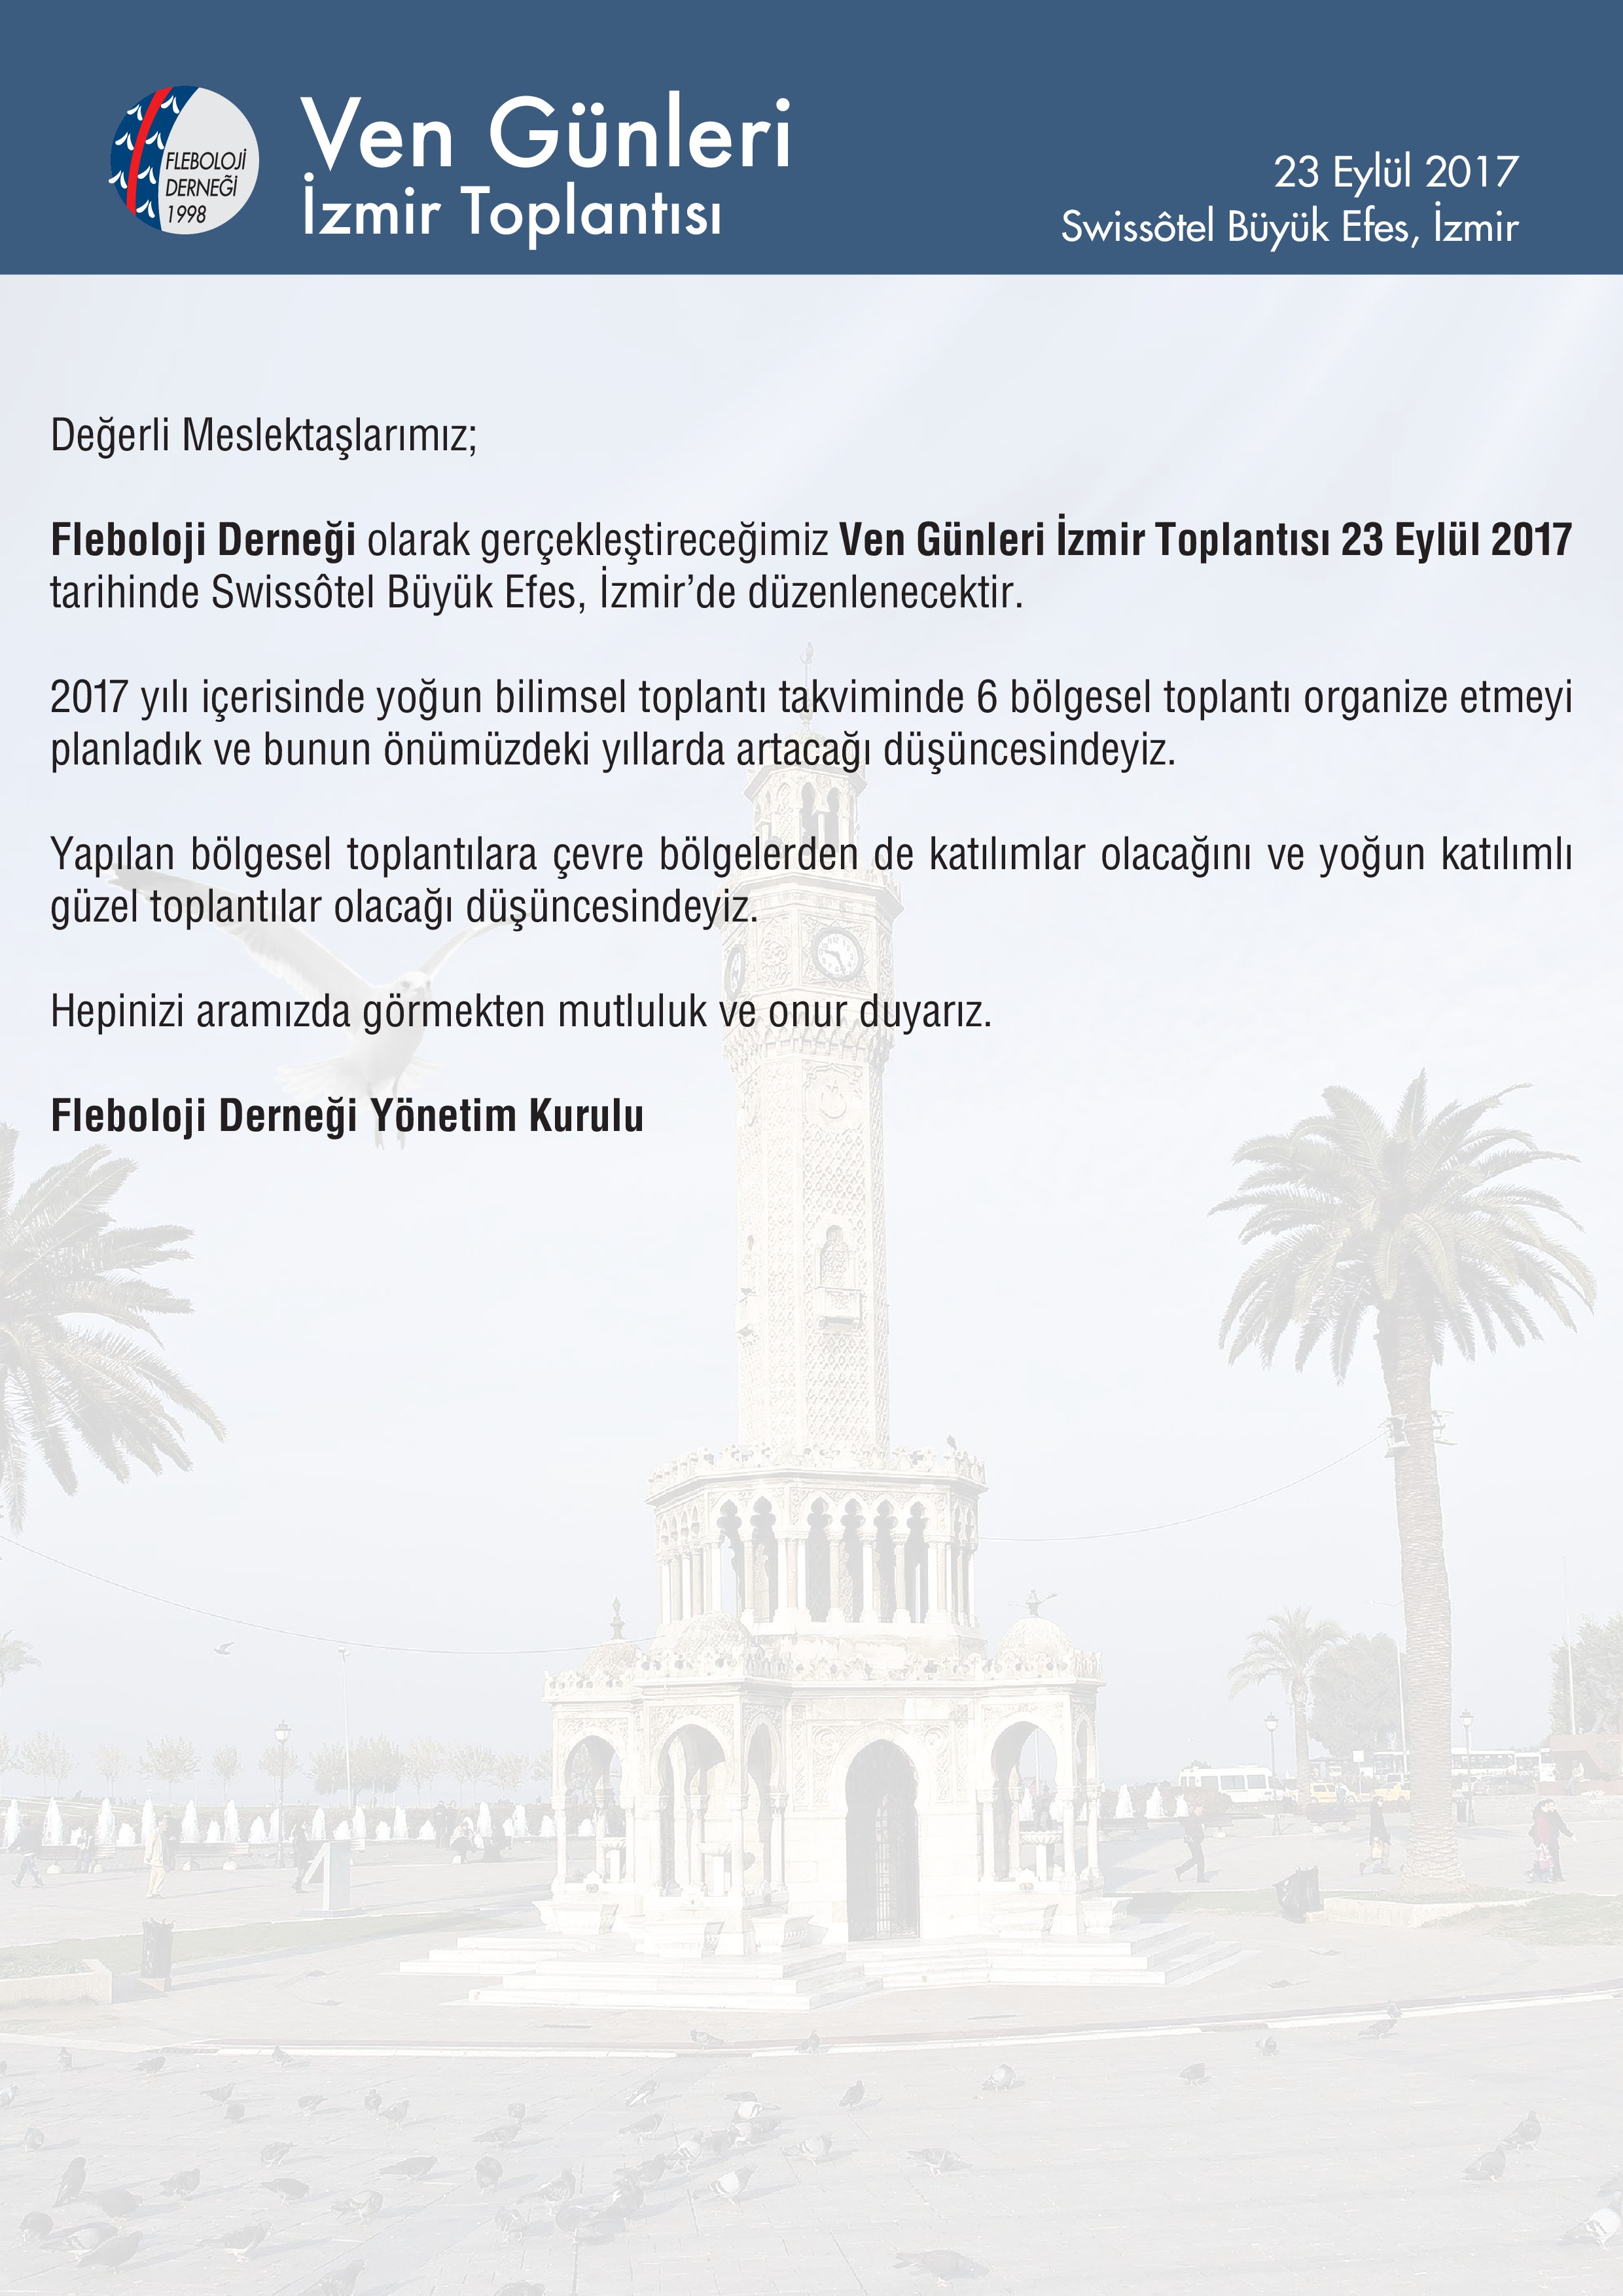 FLEBOLOJİ
DERNEĞİ
1998
Ven Günleri
İzmir Toplantısı
23 Eylül 2017
Swissôtel Büyük Efes, İzmir
Değerli Meslektaşlarımız;
Fleboloji Derneği olarak gerçekleştireceğimiz Ven Günleri İzmir Toplantısı 23 Eylül 2017
tarihinde Swissôtel Büyük Efes, İzmir’de düzenlenecektir.
2017 yılı içerisinde yoğun bilimsel toplantı takviminde 6 bölgesel toplantı organize etmeyi
planladık ve bunun önümüzdeki yıllarda artacağı düşüncesindeyiz.
Yapılan bölgesel toplantılara çevre bölgelerden de katılımlar olacağını ve yoğun katılımlı
güzel toplantılar olacağı düşüncesindeyiz.
Hepinizi aramızda görmekten mutluluk ve onur duyarız.
Fleboloji Derneği Yönetim Kurulu